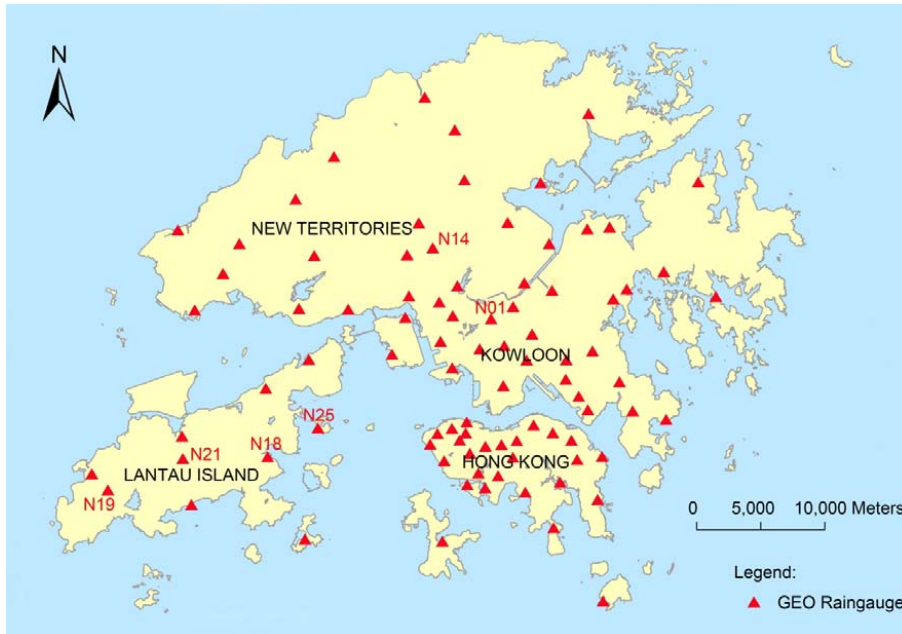 N
NEW TERRITORIES
N14
N01
KOWLOON
N25
N21
N18
LANTAU ISLAND
HONG KONG
N19
0 5,000 10,000 Meters
Legend:
GEO Raingauge